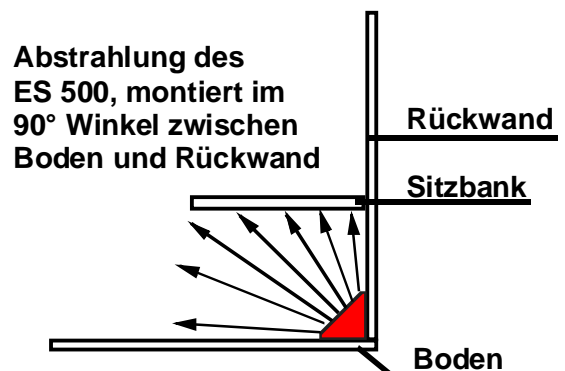 Abstrahlung des
ES 500, montiert im
90° Winkel zwischen
Boden und Rückwand
Rückwand
Sitzbank
Boden